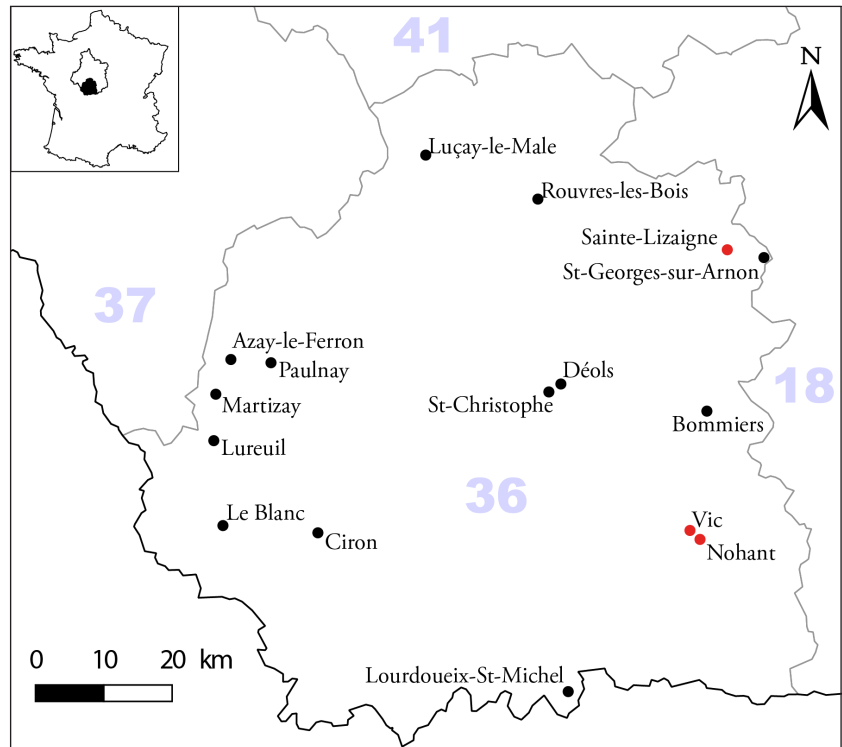 41
N
Luçay-le-Male
Rouvres-les-Bois
Sainte-Lizaigne
St-Georges-sur-Arnon
37
Azay-le-Ferron
Paulnay
Déols
18
Martizay
St-Christophe
Bommiers
Lureuil
36
Le Blanc
Vic
Ciron
Nohant
0 10 20 km
Lourdoueix-St-Michel